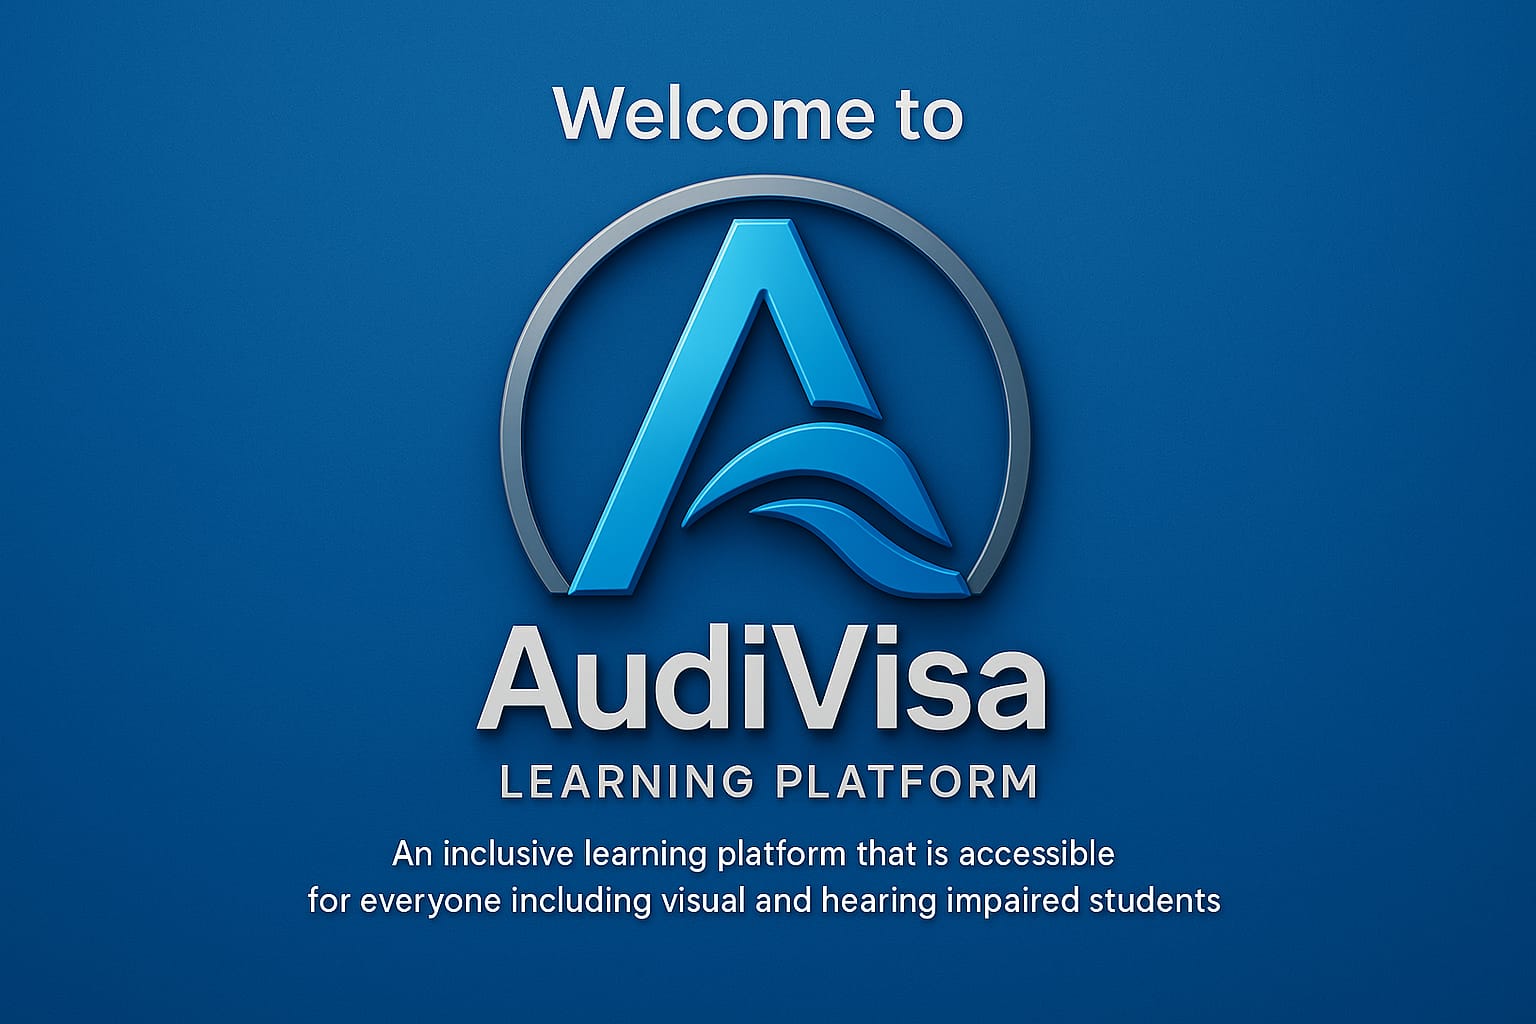 Welcome to
AudiVisa
LEARNING PLATFORM
An inclusive learning platform that is accessible
for everyone including visual and hearing impaired students